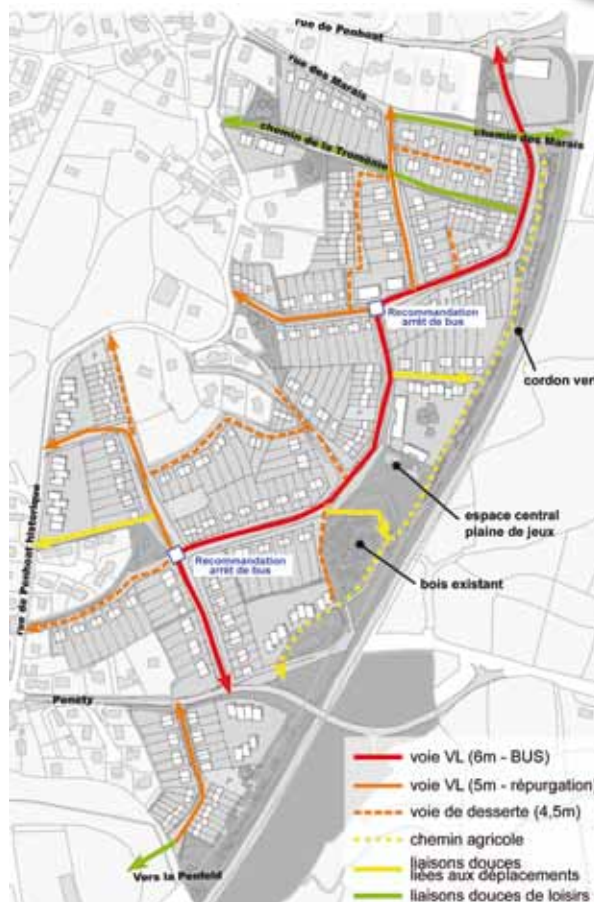 rue de Penhoat
rue des Marais
chemin des Marais
chemin de la Tromänie
Recommandation
arrêt de bus
cordon ver
rue de Penhoat historique
espace central
plaine de jeux
Recommandation
arrêt de bus
bois existant
Penety
voie VL (6m - BUS)
voie VL (5m - répurgation)
voie de desserte (4,5m)
chemin agricole
liaisons douces
liées aux déplacements
Vers la Penfeld
liaisons douces de loisirs